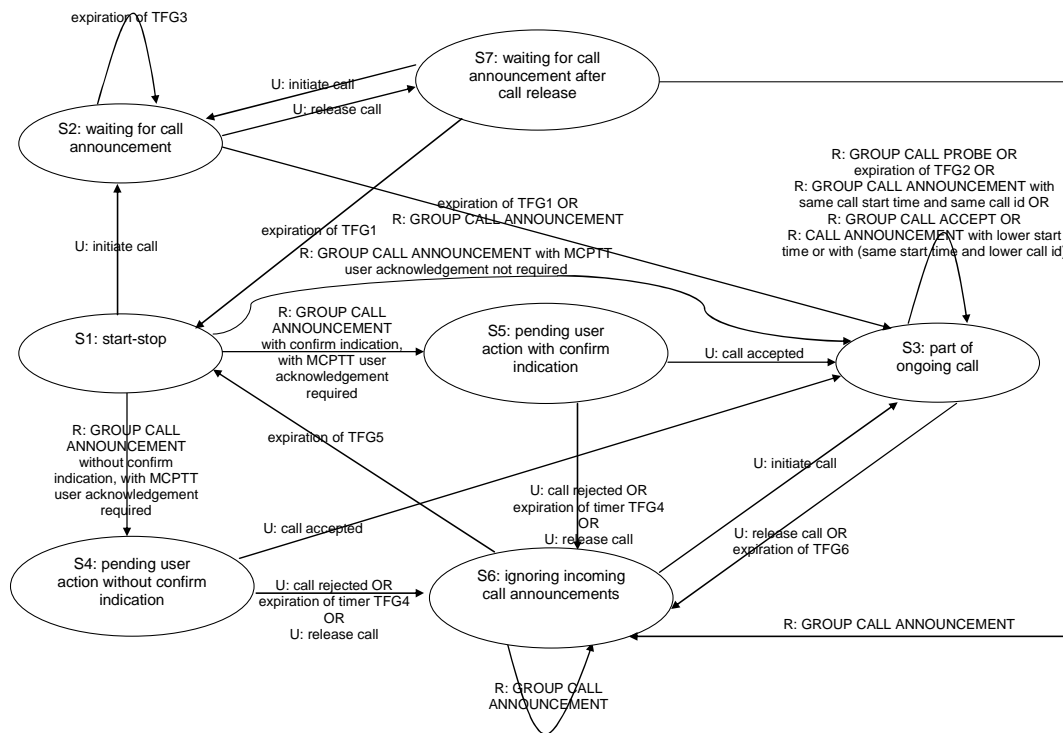 expiration of TFG3
S7: waiting for call
announcement after
call release
U: initiate call
U: release call
S2: waiting for call
announcement
R: GROUP CALL PROBE OR
expiration of TFG2 OR
R: GROUP CALL ANNOUNCEMENT with
same call start time and same call id OR
R: GROUP CALL ACCEPT OR
R: CALL ANNOUNCEMENT with lower start
time or with (same start time and lower call id)
expiration of TFG1 OR
R: GROUP CALL ANNOUNCEMENT
expiration of TFG1
U: initiate call
R: GROUP CALL ANNOUNCEMENT with MCPTT
user acknowledgement not required
S1: start-stop
R: GROUP CALL
ANNOUNCEMENT
with confirm indication,
with MCPTT user
acknowledgement
required
S5: pending user
action with confirm
indication
U: call accepted
S3: part of
ongoing call
R: GROUP CALL
ANNOUNCEMENT
without confirm
indication, with MCPTT
user acknowledgement
required
expiration of TFG5
U: initiate call
U: call rejected OR
expiration of timer TFG4
OR
U: release call
U: call accepted
U: release call OR
expiration of TFG6
S4: pending user
action without confirm
indication
U: call rejected OR
expiration of timer TFG4
OR
U: release call
S6: ignoring incoming
call announcements
R: GROUP CALL ANNOUNCEMENT
R: GROUP CALL
ANNOUNCEMENT